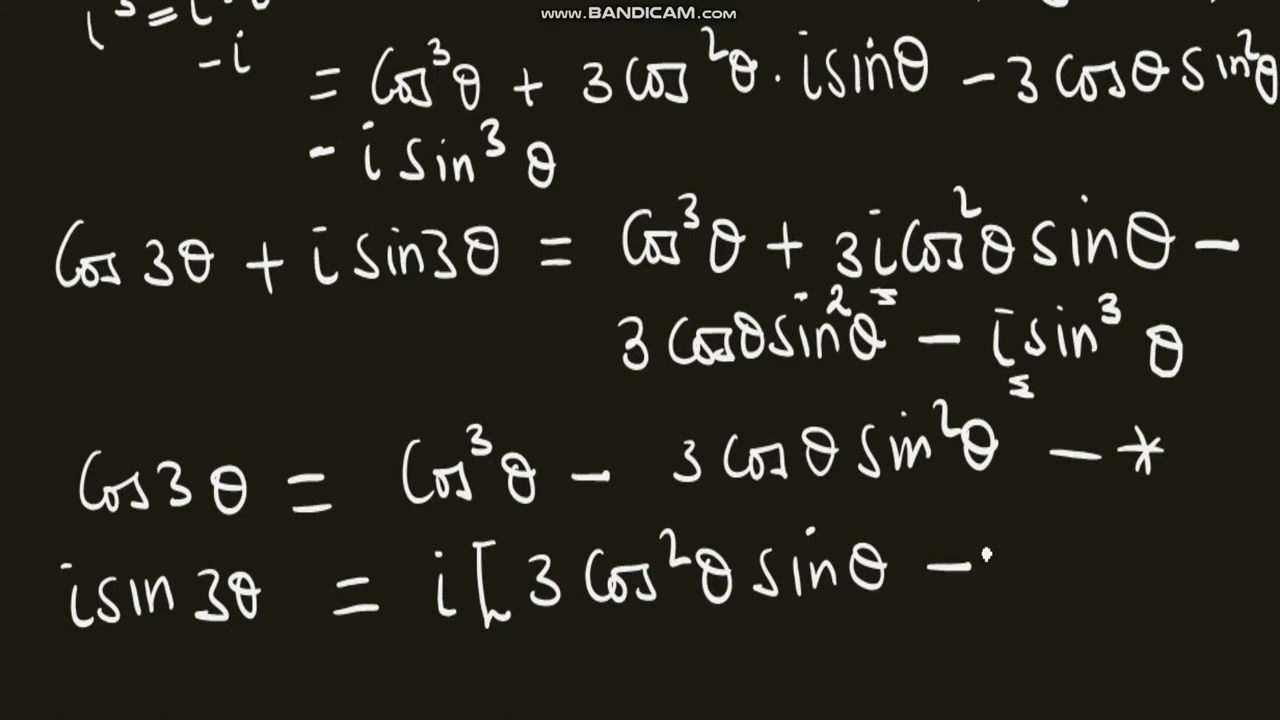 www.BANDICAM.com
i³ = i
-i
= Cos³θ + 3Cos²θ · isinθ - 3Cosθsin²θ
- isin³θ
Cos3θ + isin3θ = Cos³θ + 3iCos²θsinθ -
3Cosθsin²θ - isin³θ
Cos3θ = Cos³θ - 3Cosθsin²θ - *
isin3θ = i[3Cos²θsinθ -